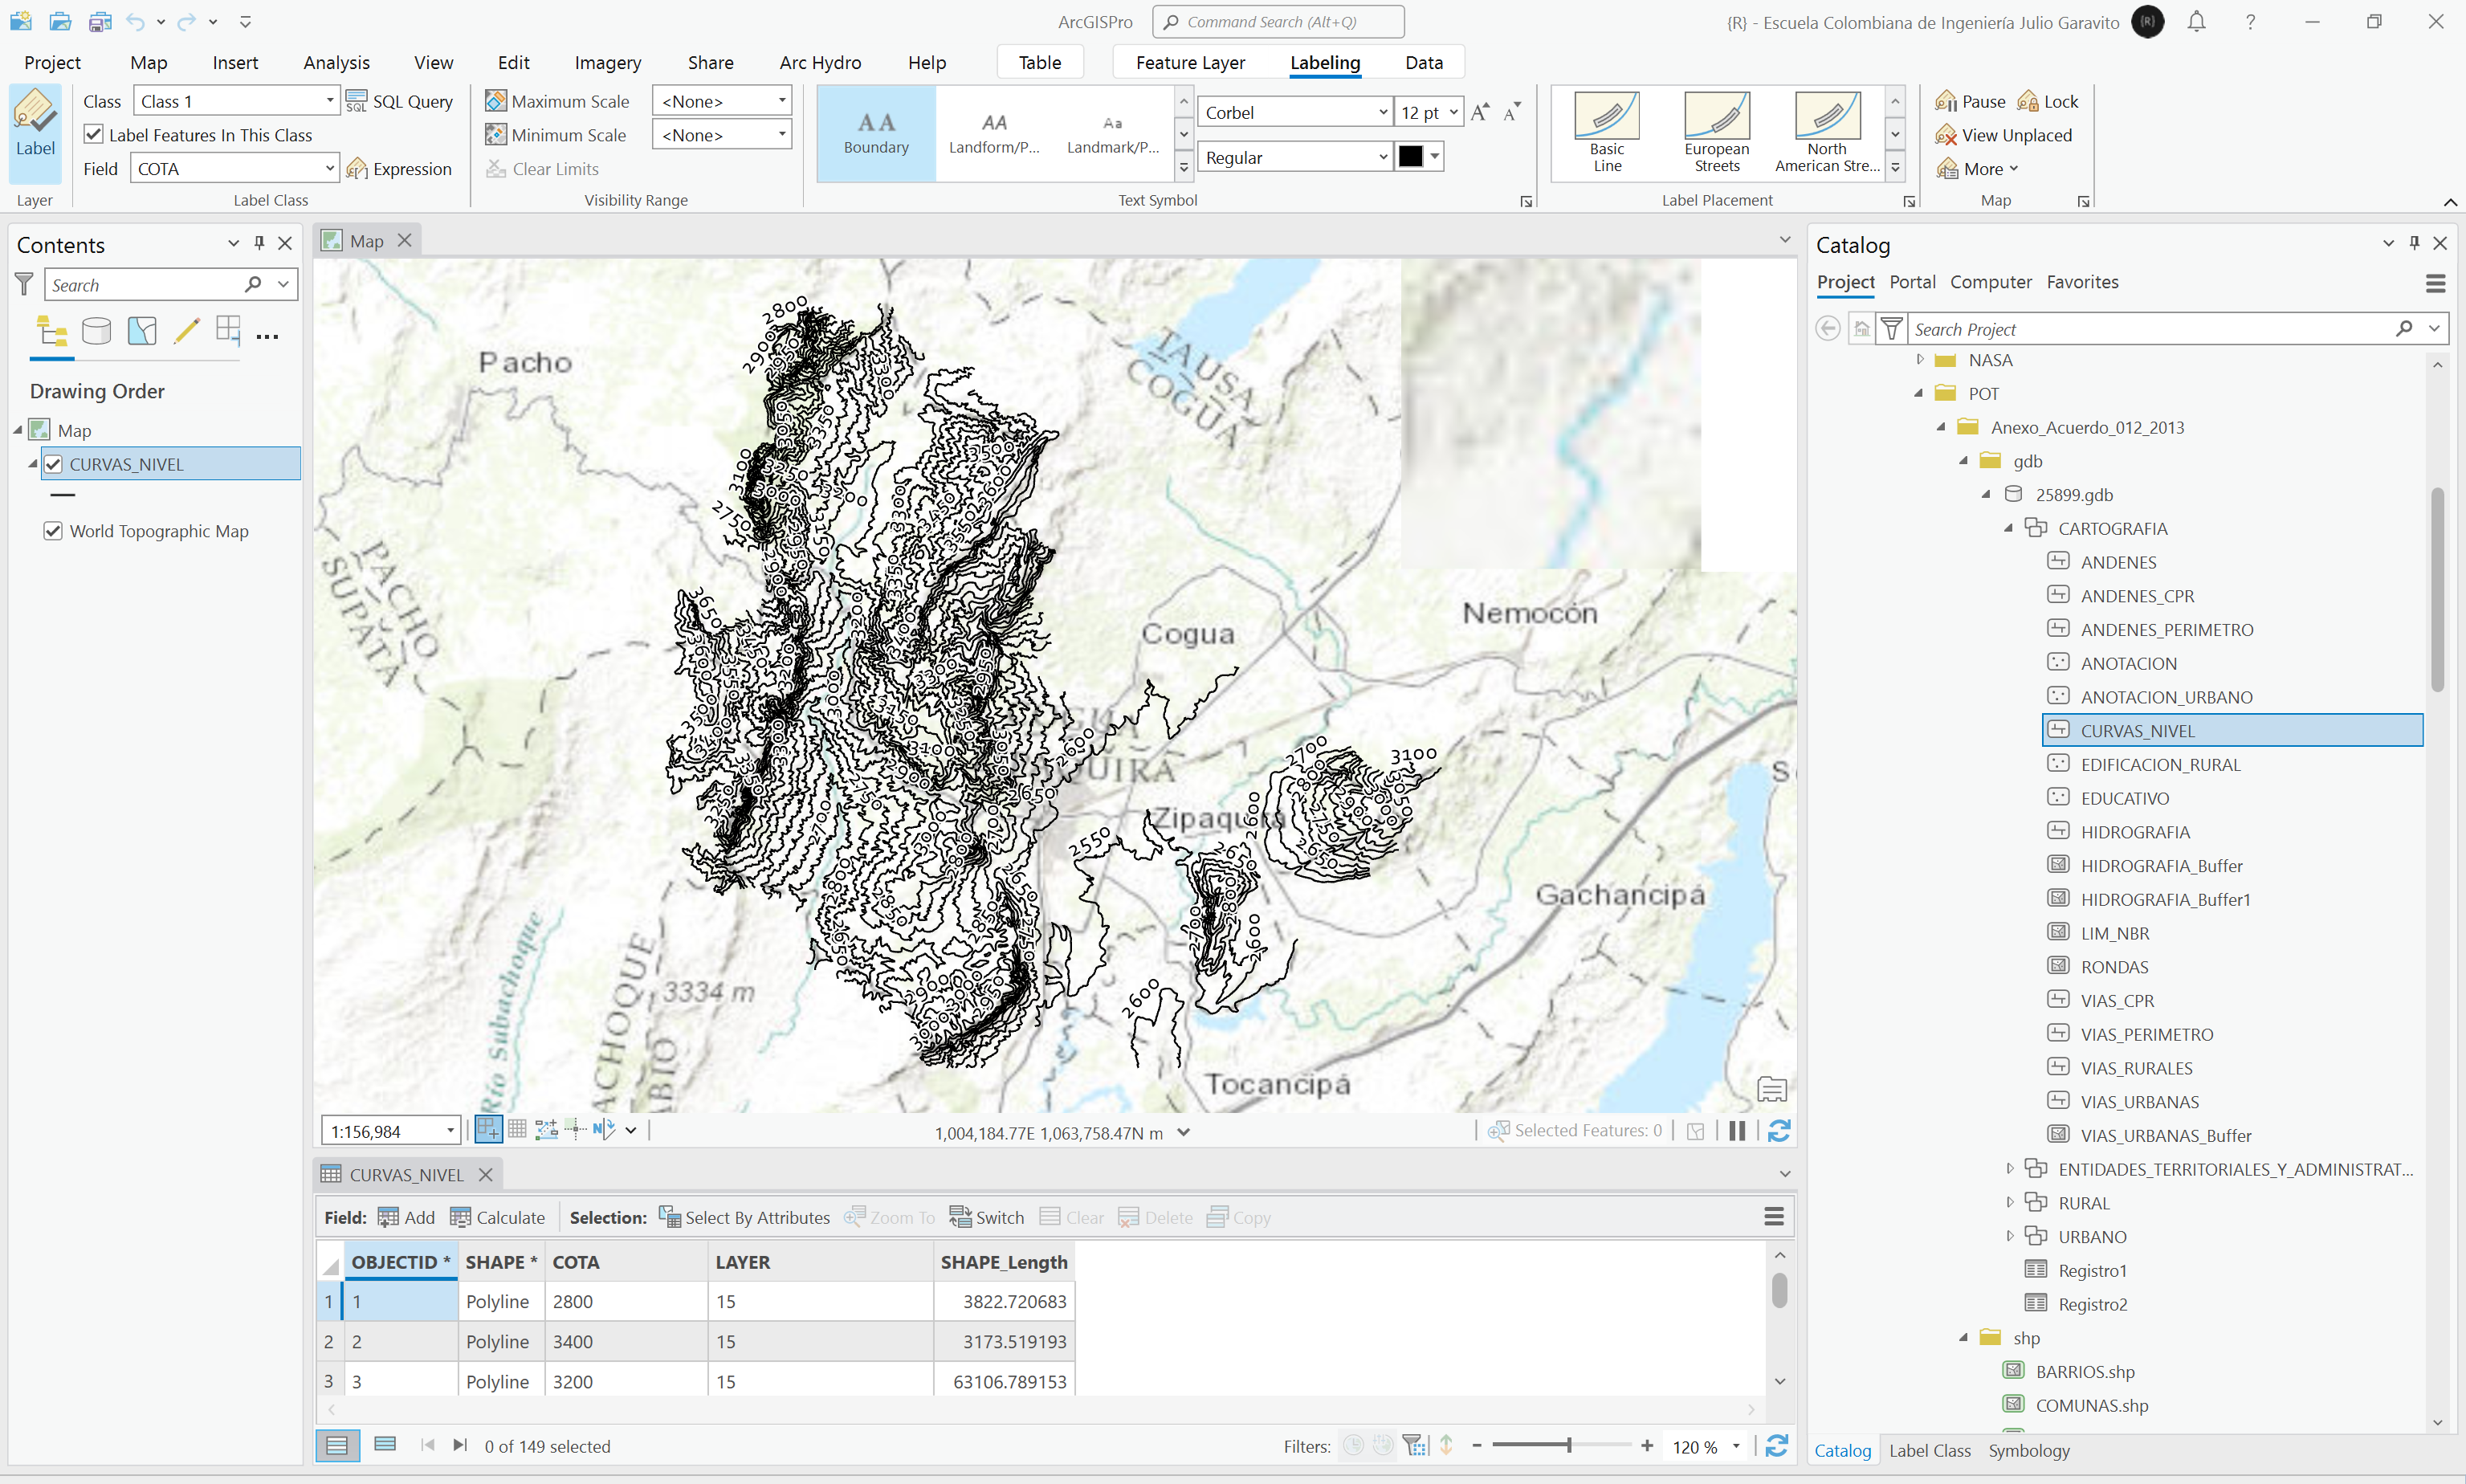 ArcGISPro
Command Search (Alt+Q)
{R} - Escuela Colombiana de Ingeniería Julio Garavito
{R}
?
Project Map Insert Analysis View Edit Imagery Share Arc Hydro Help Table Feature Layer Labeling Data
Label
Layer
Class Class 1 SQL Query
Label Features In This Class
Field COTA Expression
Label Class
Maximum Scale <None>
Minimum Scale <None>
Clear Limits
Visibility Range
AA Boundary
AA Landform/P...
Aa Landmark/P...
Corbel 12 pt
Regular
Text Symbol
Basic Line
European Streets
North American Stre...
Label Placement
Pause Lock
View Unplaced
More
Map
Contents
Search
Drawing Order
Map
CURVAS_NIVEL
World Topographic Map
Map
Pacho
TAUSA
COGUA
PACHO
SUPATÁ
Cogua
Nemocón
Zipaquirá
Gachancipá
Tocancipá
Río Subachoque
3334 m
2800
2900
3100
2750
3650
3100
2700
2600
2650
2550
2600
2650
2600
2600
1:156,984
1,004,184.77E 1,063,758.47N m
Selected Features: 0
CURVAS_NIVEL
Field: Add Calculate Selection: Select By Attributes Zoom To Switch Clear Delete Copy
OBJECTID * SHAPE * COTA LAYER SHAPE_Length
1 1 Polyline 2800 15 3822.720683
2 2 Polyline 3400 15 3173.519193
3 3 Polyline 3200 15 63106.789153
0 of 149 selected
Filters:
120 %
Catalog
Project Portal Computer Favorites
Search Project
NASA
POT
Anexo_Acuerdo_012_2013
gdb
25899.gdb
CARTOGRAFIA
ANDENES
ANDENES_CPR
ANDENES_PERIMETRO
ANOTACION
ANOTACION_URBANO
CURVAS_NIVEL
EDIFICACION_RURAL
EDUCATIVO
HIDROGRAFIA
HIDROGRAFIA_Buffer
HIDROGRAFIA_Buffer1
LIM_NBR
RONDAS
VIAS_CPR
VIAS_PERIMETRO
VIAS_RURALES
VIAS_URBANAS
VIAS_URBANAS_Buffer
ENTIDADES_TERRITORIALES_Y_ADMINISTRAT...
RURAL
URBANO
Registro1
Registro2
shp
BARRIOS.shp
COMUNAS.shp
Catalog Label Class Symbology